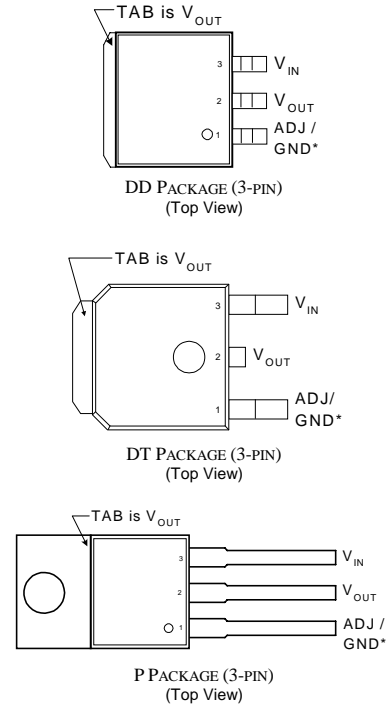 TAB is VOUT
3 VIN
2 VOUT
1 ADJ /
GND*
DD PACKAGE (3-PIN)
(Top View)
TAB is VOUT
3 VIN
2 VOUT
1 ADJ/
GND*
DT PACKAGE (3-PIN)
(Top View)
TAB is VOUT
3 VIN
2 VOUT
1 ADJ /
GND*
P PACKAGE (3-PIN)
(Top View)